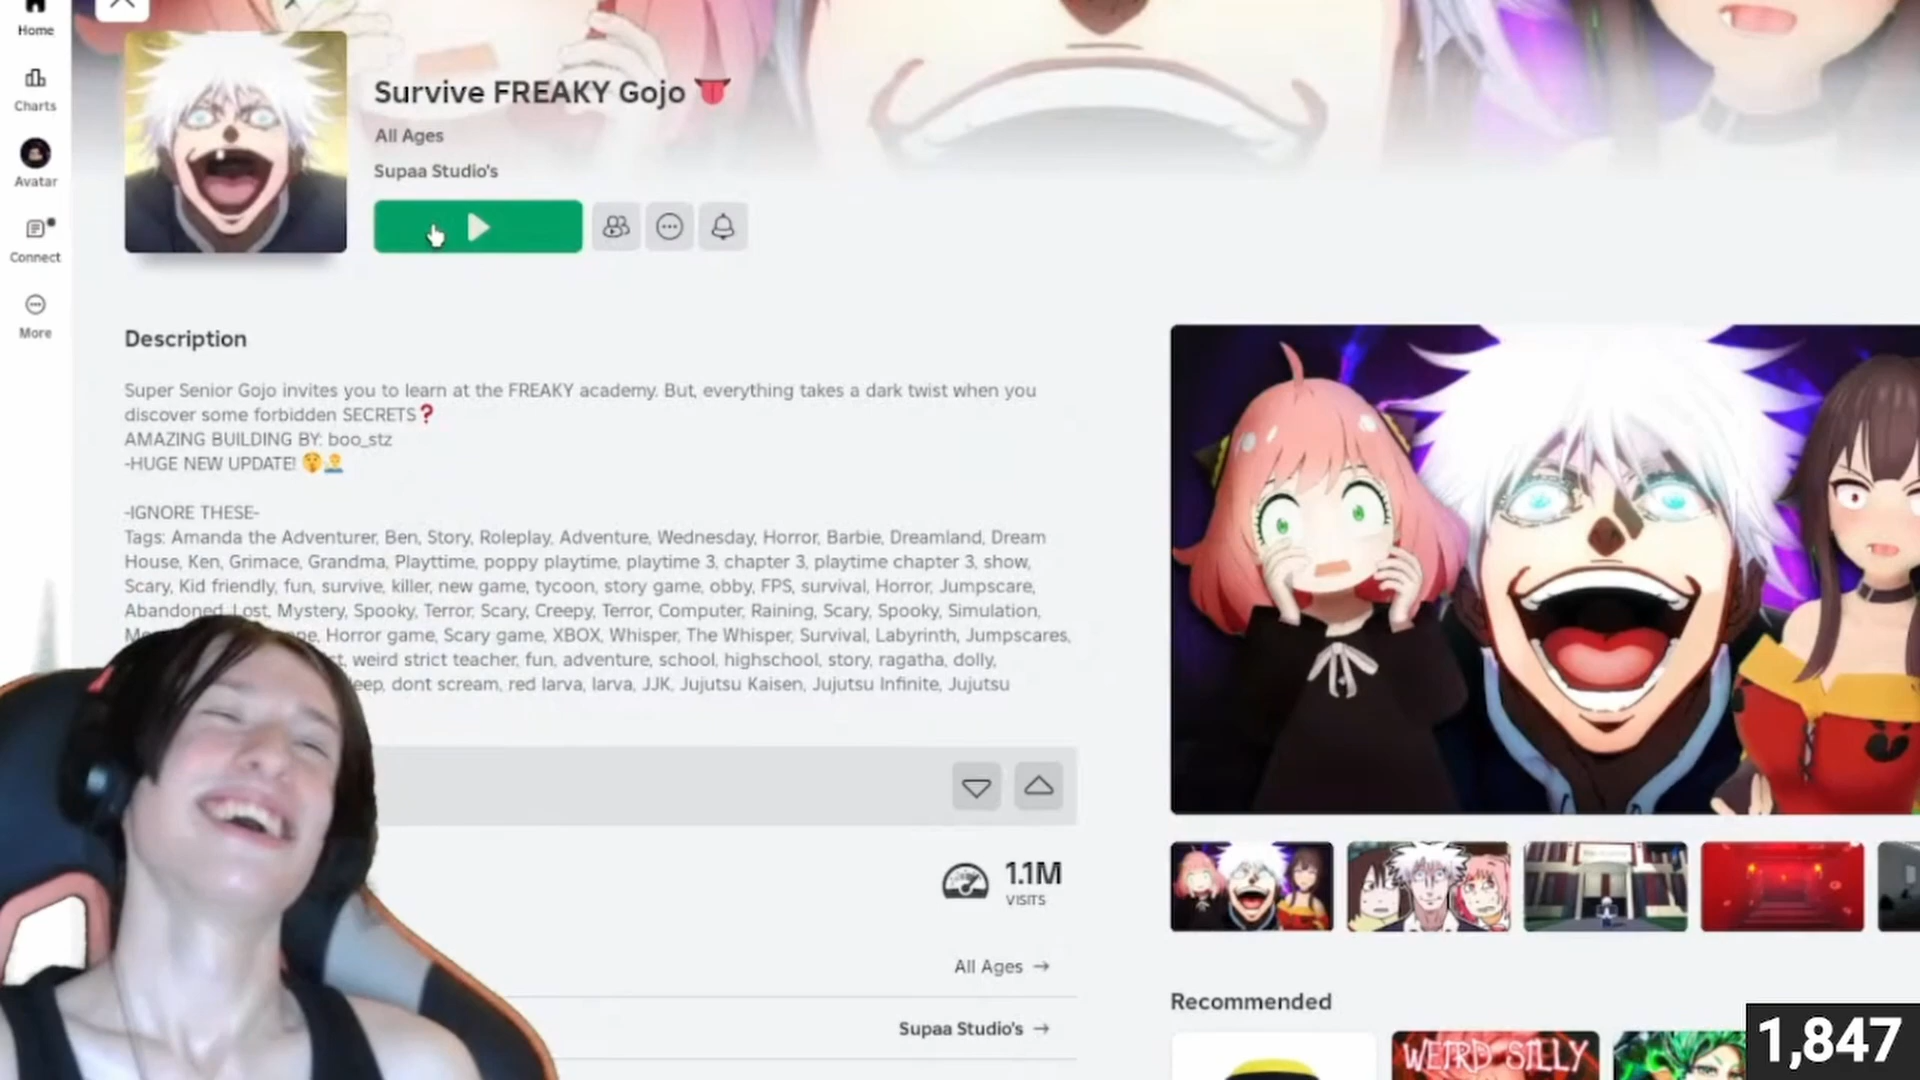 Home
Charts
Avatar
Connect
More
Survive FREAKY Gojo 👅
All Ages
Supaa Studio's
Description
Super Senior Gojo invites you to learn at the FREAKY academy. But, everything takes a dark twist when you
discover some forbidden SECRETS❓
AMAZING BUILDING BY: boo_stz
-HUGE NEW UPDATE! 🤫🧏‍♂️
-IGNORE THESE-
Tags: Amanda the Adventurer, Ben, Story, Roleplay, Adventure, Wednesday, Horror, Barbie, Dreamland, Dream
House, Ken, Grimace, Grandma, Playttime, poppy playtime, playtime 3, chapter 3, playtime chapter 3, show,
Scary, Kid friendly, fun, survive, killer, new game, tycoon, story game, obby, FPS, survival, Horror, Jumpscare,
Abandoned, Lost, Mystery, Spooky, Terror, Scary, Creepy, Terror, Computer, Raining, Scary, Spooky, Simulation,
Horror game, Scary game, XBOX, Whisper, The Whisper, Survival, Labyrinth, Jumpscares,
weird strict teacher, fun, adventure, school, highschool, story, ragatha, dolly,
dont scream, red larva, larva, JJK, Jujutsu Kaisen, Jujutsu Infinite, Jujutsu
1.1M
VISITS
All Ages →
Supaa Studio's →
Recommended
WEIRD SILLY
1,847